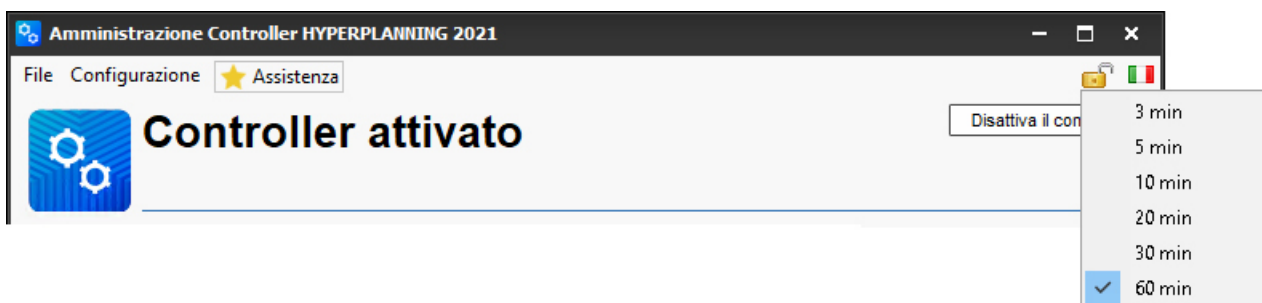 Amministrazione Controller HYPERPLANNING 2021
File Configurazione Assistenza
Controller attivato
Disattiva il con
3 min
5 min
10 min
20 min
30 min
60 min